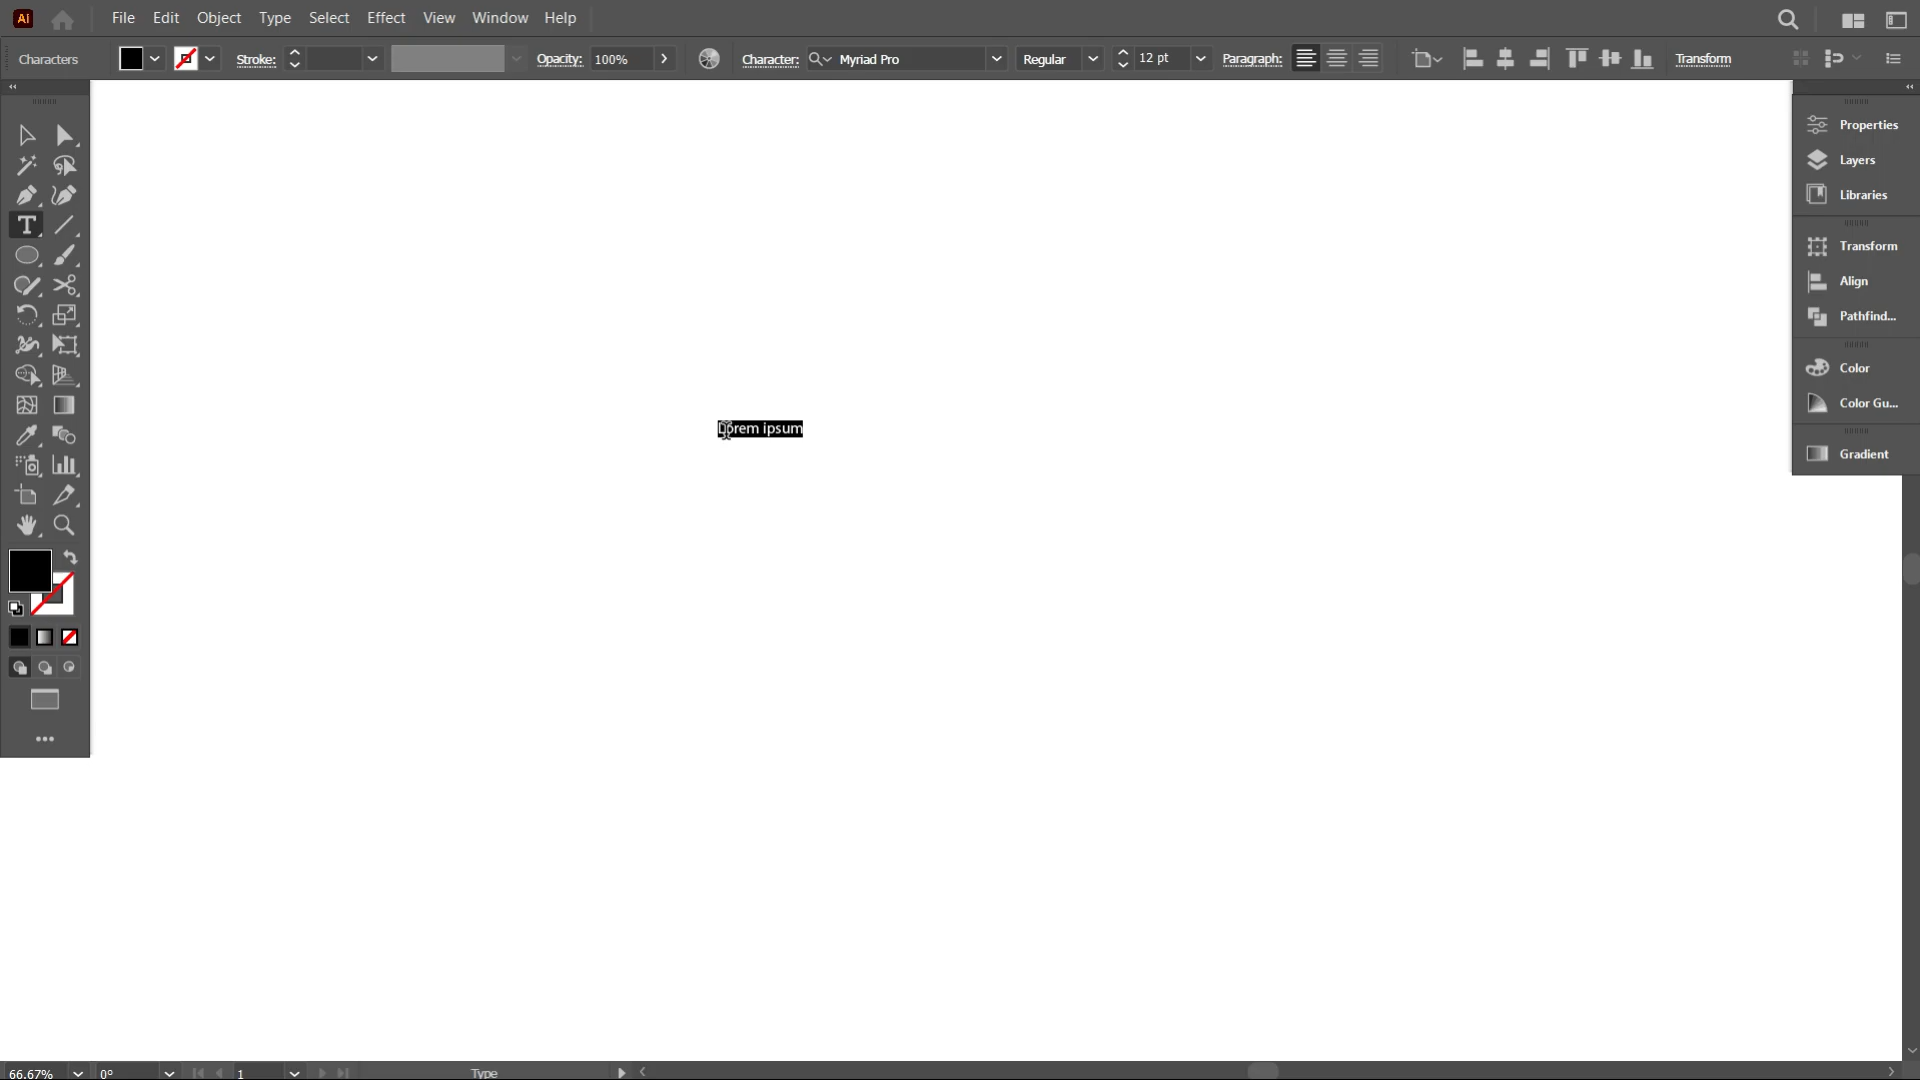 Ai File Edit Object Type Select Effect View Window Help
Characters Stroke: Opacity: 100% Character: Myriad Pro Regular 12 pt Paragraph: Transform
Properties
Layers
Libraries
Transform
Align
Pathfind...
Color
Color Gu...
Gradient
Lorem ipsum
66.67% 0° 1 Type